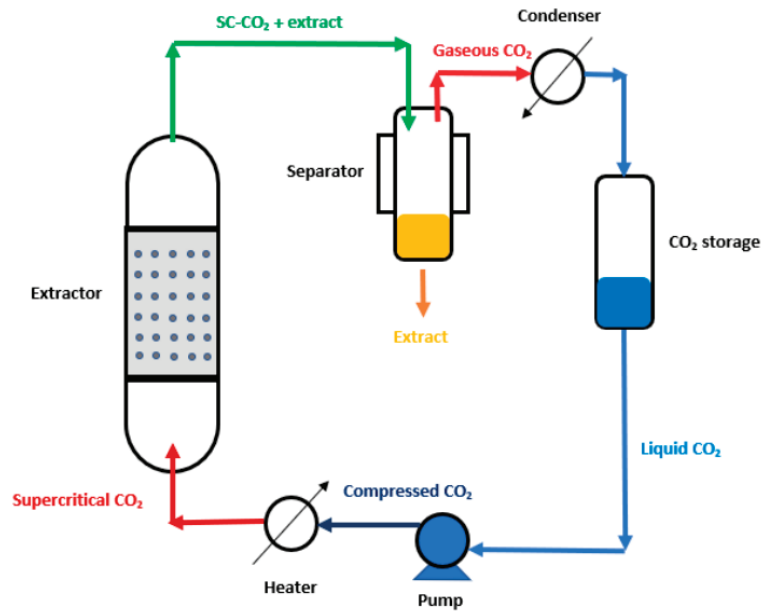 Condenser
SC-CO₂ + extract
Gaseous CO₂
Separator
CO₂ storage
Extractor
Extract
Liquid CO₂
Supercritical CO₂
Compressed CO₂
Heater
Pump